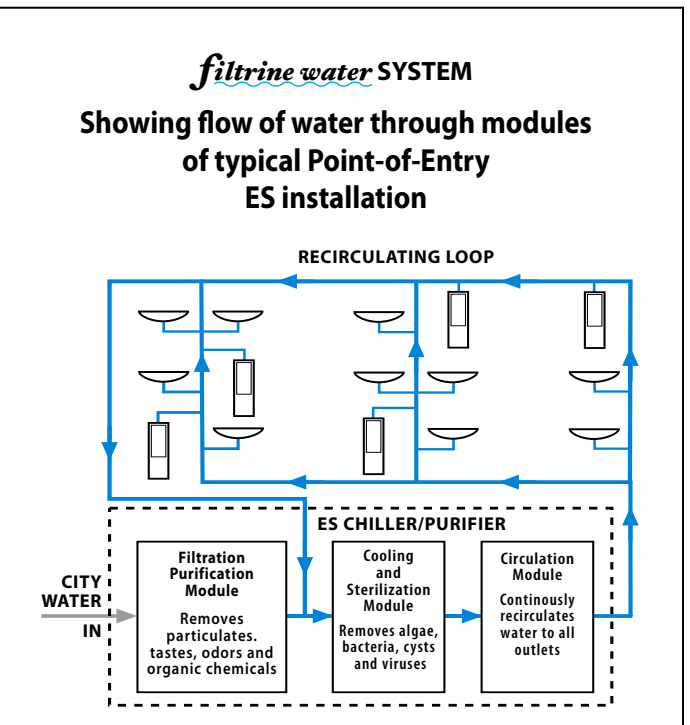 filtrine water SYSTEM
Showing flow of water through modules
of typical Point-of-Entry
ES installation
RECIRCULATING LOOP
ES CHILLER/PURIFIER
CITY
WATER
IN
Filtration
Purification
Module
Removes
particulates.
tastes, odors and
organic chemicals
Cooling
and
Sterilization
Module
Removes algae,
bacteria, cysts
and viruses
Circulation
Module
Continously
recirculates
water to all
outlets